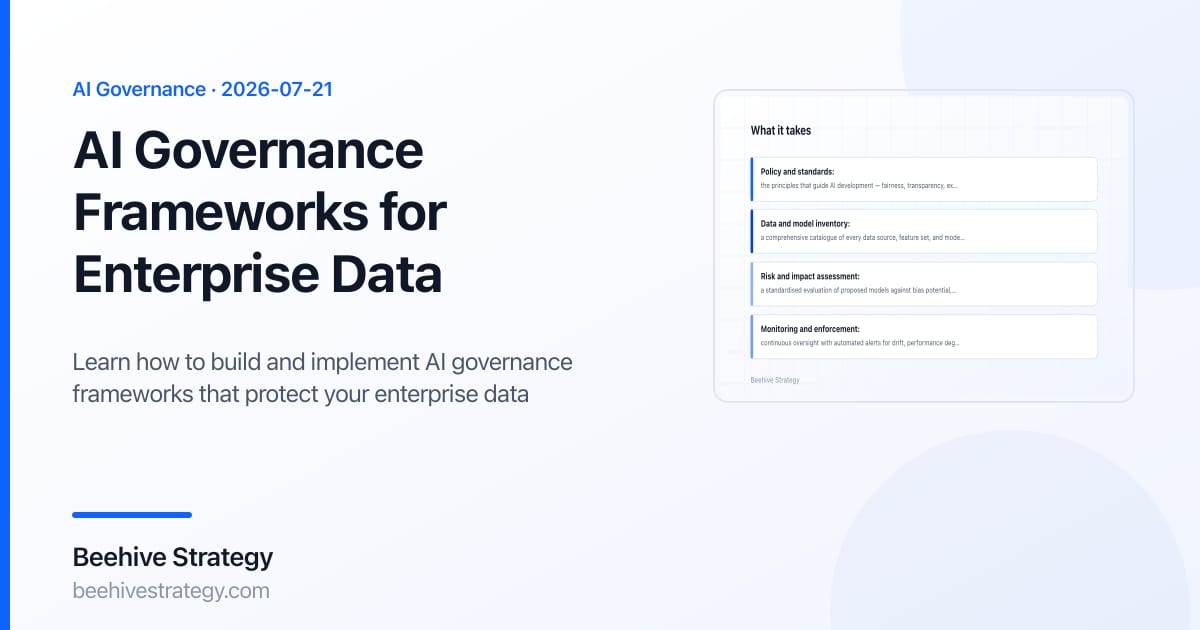 AI Governance · 2026-07-21
AI Governance
Frameworks for
Enterprise Data
Learn how to build and implement AI governance
frameworks that protect your enterprise data
Beehive Strategy
beehivestrategy.com
What it takes
Policy and standards:
the principles that guide AI development — fairness, transparency, ex...
Data and model inventory:
a comprehensive catalogue of every data source, feature set, and mode...
Risk and impact assessment:
a standardised evaluation of proposed models against bias potential,...
Monitoring and enforcement:
continuous oversight with automated alerts for drift, performance deg...
Beehive Strategy